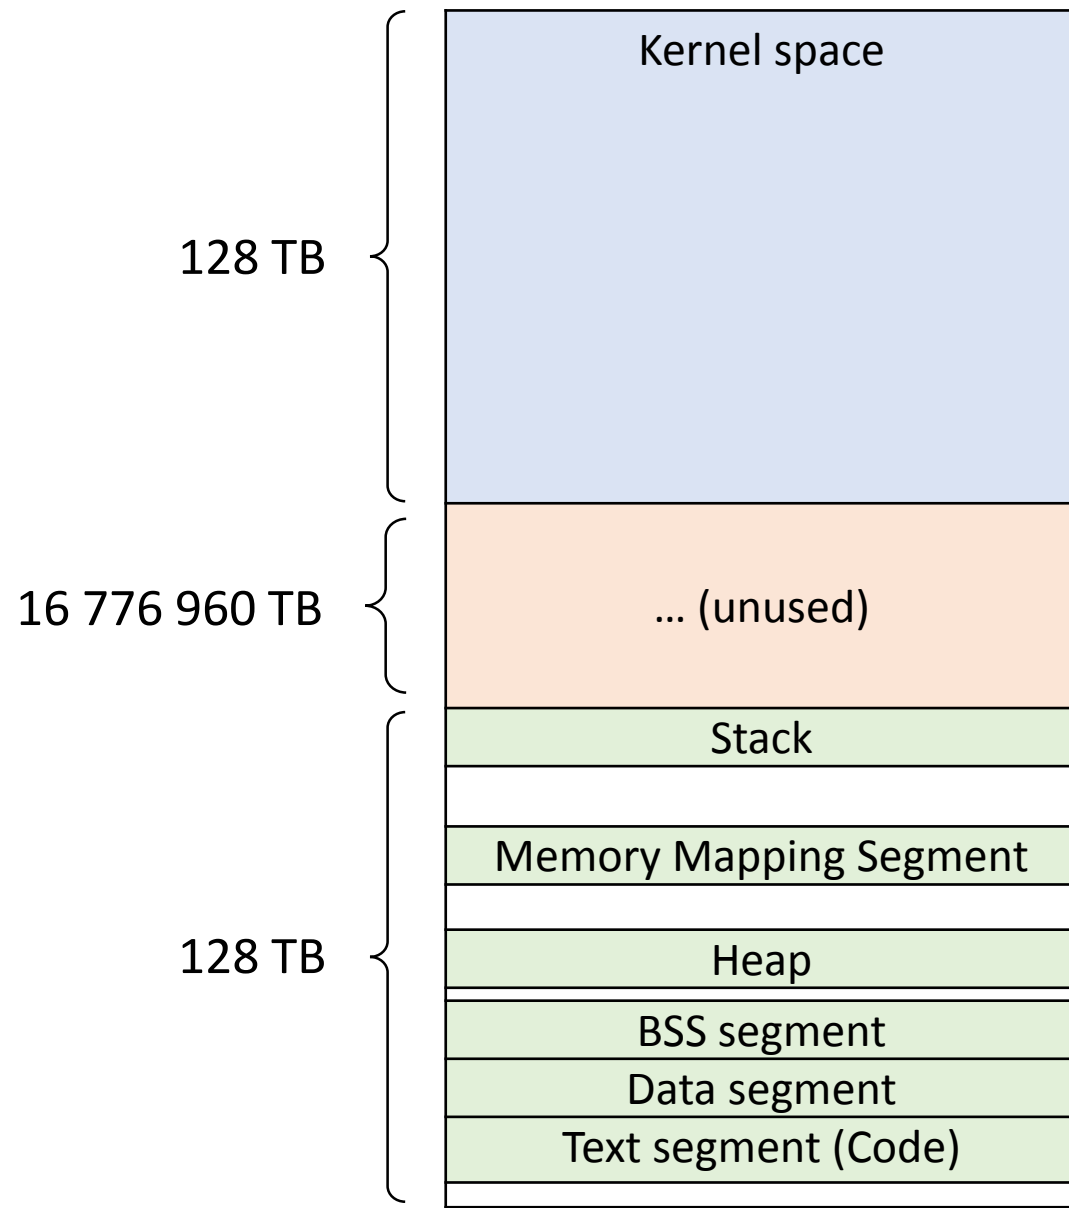 Kernel space
128 TB
16 776 960 TB
... (unused)
Stack
Memory Mapping Segment
128 TB
Heap
BSS segment
Data segment
Text segment (Code)